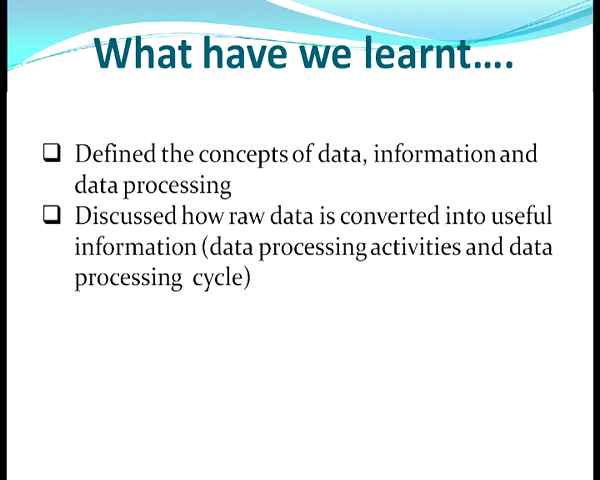 What have we learnt....
❑ Defined the concepts of data, information and
data processing
❑ Discussed how raw data is converted into useful
information (data processing activities and data
processing cycle)